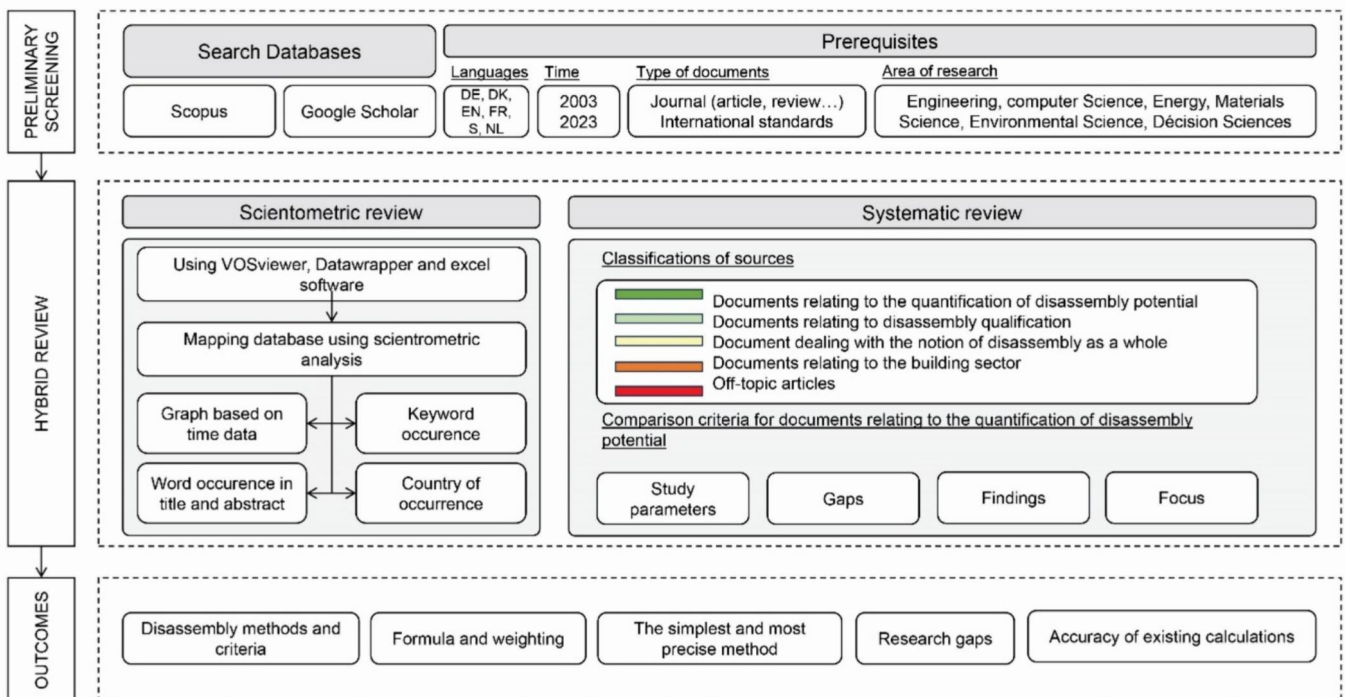 PRELIMINARY
SCREENING
Search Databases
Scopus
Google Scholar
Prerequisites
Languages
DE, DK,
EN, FR,
S, NL
Time
2003
2023
Type of documents
Journal (article, review...)
International standards
Area of research
Engineering, computer Science, Energy, Materials
Science, Environmental Science, Décision Sciences
HYBRID REVIEW
Scientometric review
Using VOSviewer, Datawrapper and excel
software
Mapping database using scientrometric
analysis
Graph based on
time data
Keyword
occurence
Word occurence in
title and abstract
Country of
occurrence
Systematic review
Classifications of sources
Documents relating to the quantification of disassembly potential
Documents relating to disassembly qualification
Document dealing with the notion of disassembly as a whole
Documents relating to the building sector
Off-topic articles
Comparison criteria for documents relating to the quantification of disassembly
potential
Study
parameters
Gaps
Findings
Focus
OUTCOMES
Disassembly methods and
criteria
Formula and weighting
The simplest and most
precise method
Research gaps
Accuracy of existing calculations